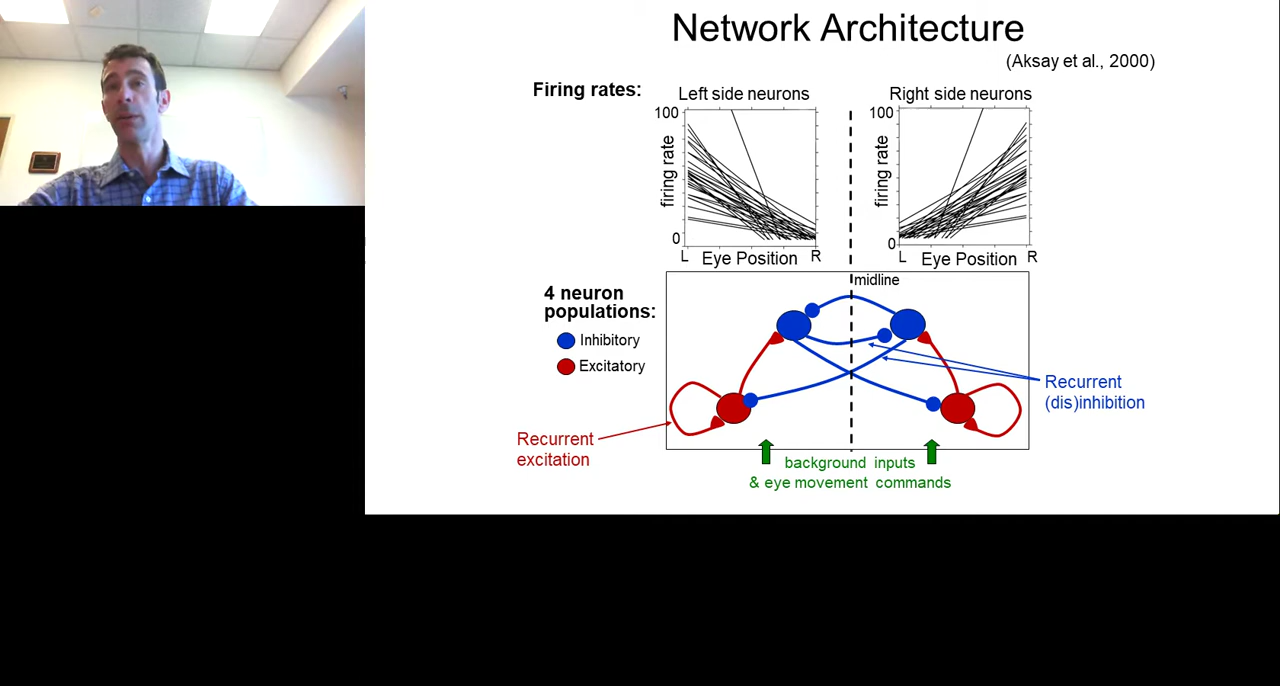 Network Architecture
(Aksay et al., 2000)
Firing rates:
Left side neurons
Right side neurons
100
firing rate
0
L
Eye Position
R
100
firing rate
0
L
Eye Position
R
midline
4 neuron
populations:
Inhibitory
Excitatory
Recurrent
(dis)inhibition
Recurrent
excitation
background inputs
& eye movement commands